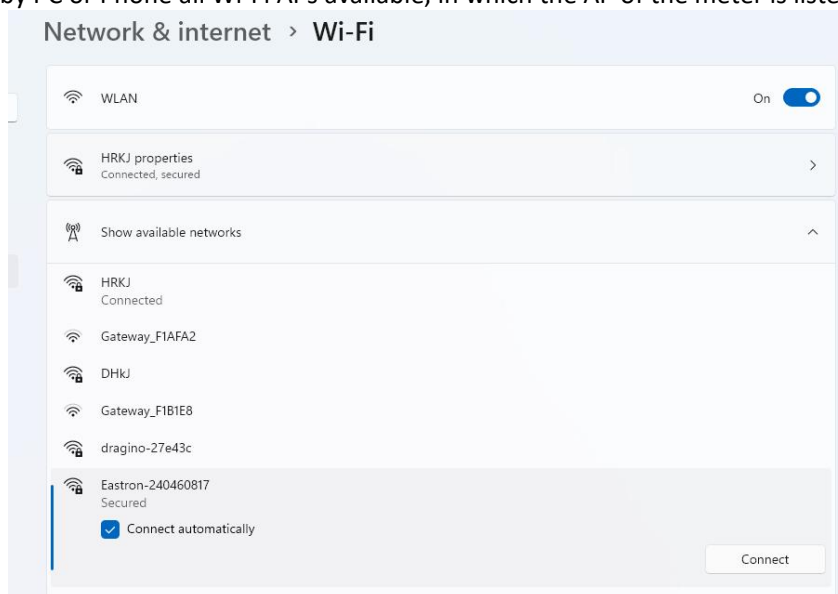 by PC or Phone all Wi-Fi APs available, in which the AP of the meter is liste
Network & internet > Wi-Fi
WLAN On
HRKJ properties
Connected, secured
Show available networks
HRKJ
Connected
Gateway_F1AFA2
DHkJ
Gateway_F1B1E8
dragino-27e43c
Eastron-240460817
Secured
Connect automatically
Connect